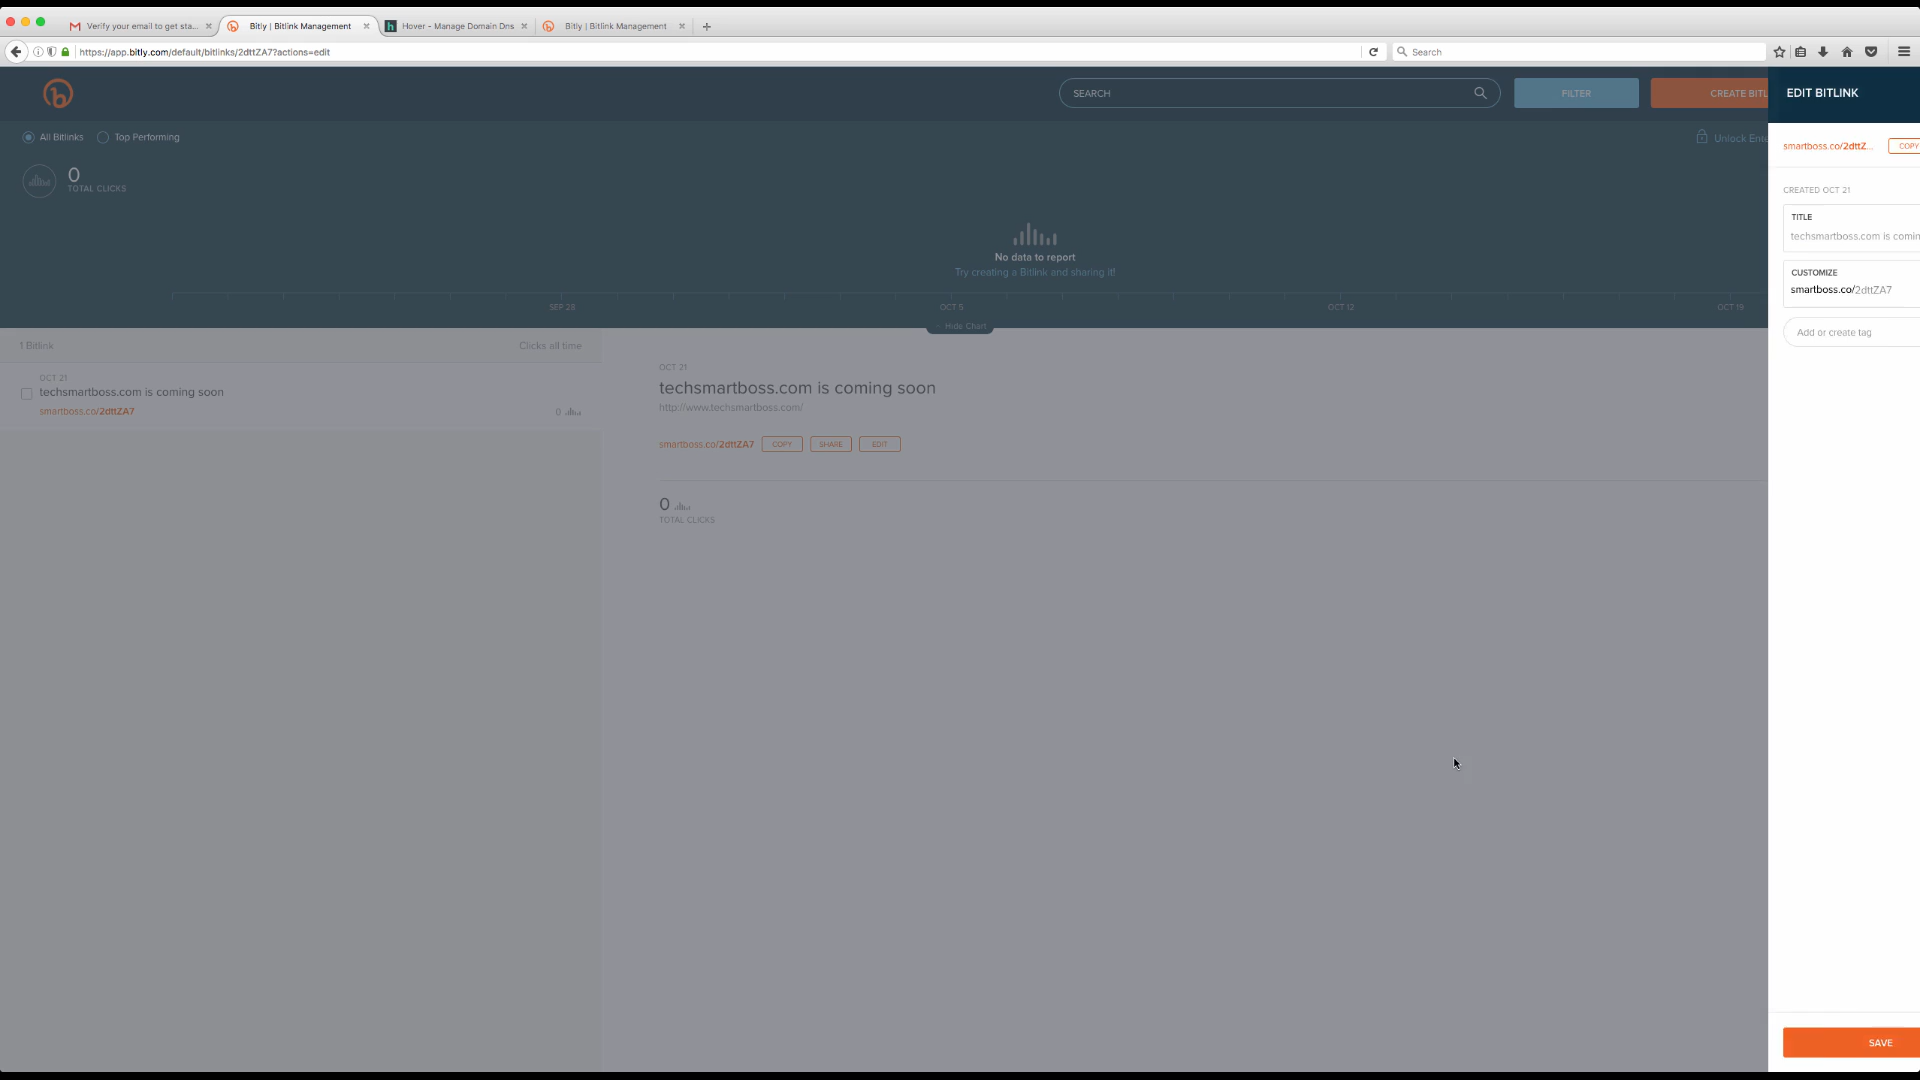 Verify your email to get sta...
Bitly | Bitlink Management
Hover - Manage Domain Dns
Bitly | Bitlink Management
https://app.bitly.com/default/bitlinks/2dttZA7?actions=edit
Search
SEARCH
FILTER
CREATE BITL
EDIT BITLINK
All Bitlinks
Top Performing
Unlock Ente
smartboss.co/2dttZ...
COPY
0
TOTAL CLICKS
CREATED OCT 21
TITLE
techsmartboss.com is comin
No data to report
Try creating a Bitlink and sharing it!
CUSTOMIZE
smartboss.co/2dttZA7
SEP 28
OCT 5
OCT 12
OCT 19
Hide Chart
Add or create tag
1 Bitlink
Clicks all time
OCT 21
techsmartboss.com is coming soon
smartboss.co/2dttZA7
0
OCT 21
techsmartboss.com is coming soon
http://www.techsmartboss.com/
smartboss.co/2dttZA7
COPY
SHARE
EDIT
0
TOTAL CLICKS
SAVE